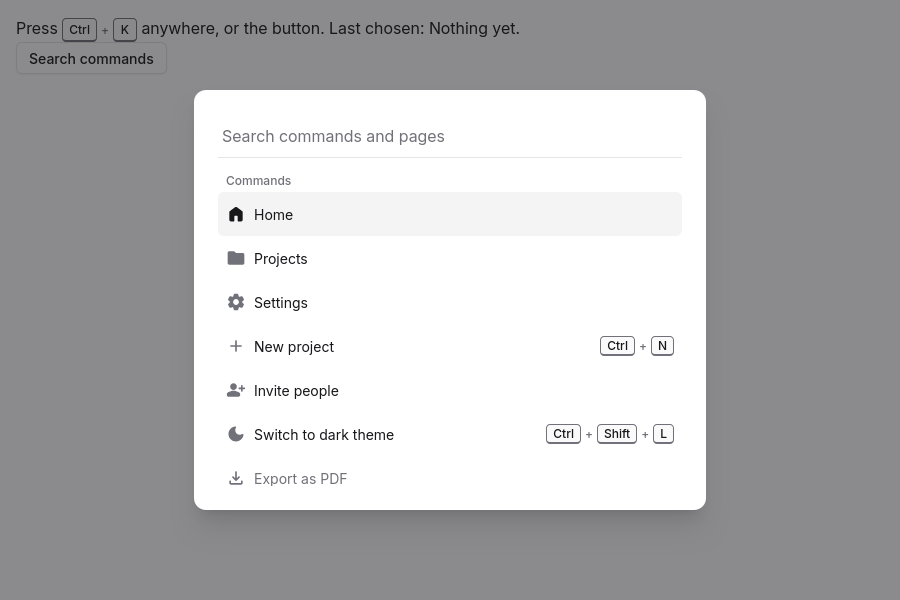 Press Ctrl + K anywhere, or the button. Last chosen: Nothing yet.
Search commands
Search commands and pages
Commands
Home
Projects
Settings
New project Ctrl + N
Invite people
Switch to dark theme Ctrl + Shift + L
Export as PDF